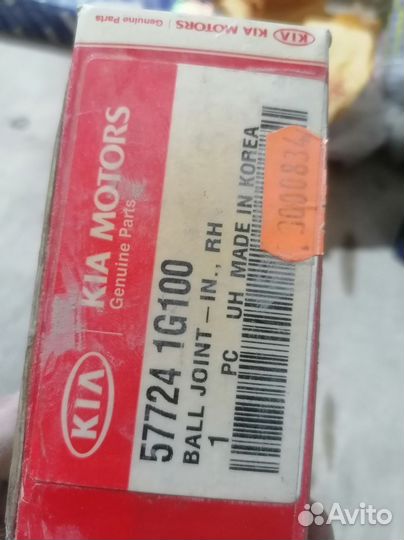 KIA KIA MOTORS | Genuine Parts
KIA KIA MOTORS
Genuine Parts
57724 1G100
BALL JOINT-IN., RH
1 PC UH MADE IN KOREA
Avito